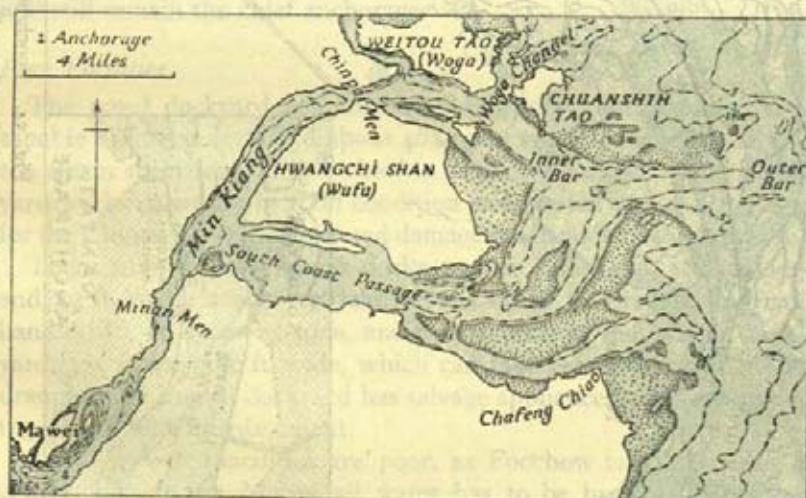 ⚓ Anchorage
4 Miles
WEITOU TAO
(Woga)
Woga Channel
Chinpai Men
CHUANSHIH
TAO
HWANGCHI SHAN
(Wufu)
Inner
Bar
Outer
Bar
Min Kiang
South Coast Passage
Minan Men
Chafeng Chiao
Mawei